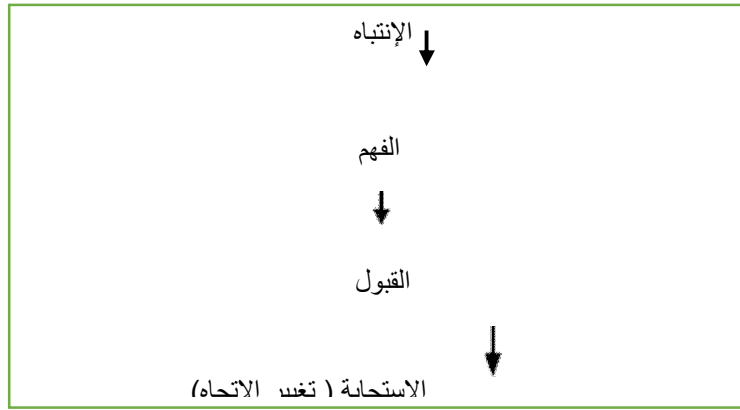 الإنتباه
الفهم
القبول
الاستجابة ( تغيير الاتجاه)